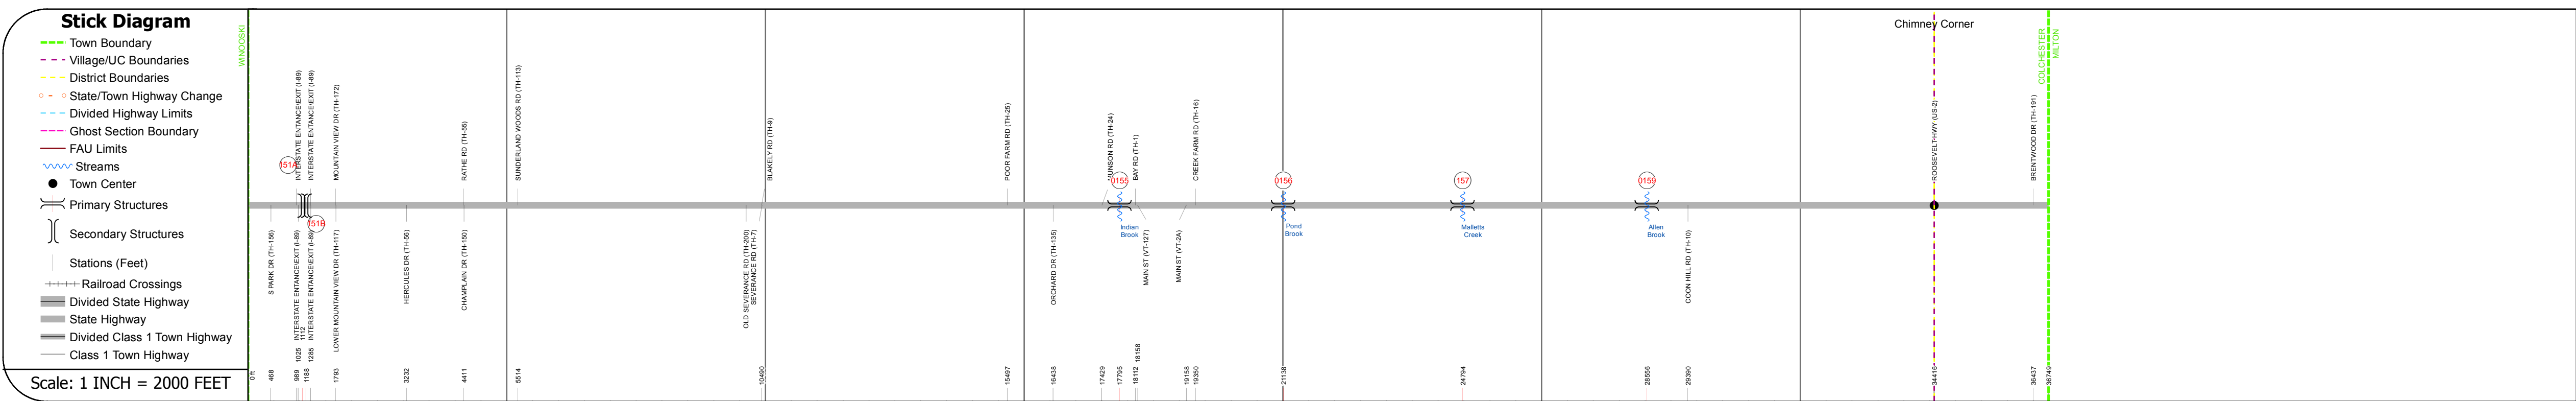 Stick Diagram
Town Boundary
Village/UC Boundaries
District Boundaries
State/Town Highway Change
Divided Highway Limits
Ghost Section Boundary
FAU Limits
Streams
Town Center
Primary Structures
Secondary Structures
Stations (Feet)
Railroad Crossings
Divided State Highway
State Highway
Divided Class 1 Town Highway
Class 1 Town Highway
Scale: 1 INCH = 2000 FEET
WINOOSKI
Chimney Corner
COLCHESTER
MILTON
INTERSTATE ENTANCE\EXIT (I-89)
INTERSTATE ENTANCE\EXIT (I-89)
MOUNTAIN VIEW DR (TH-172)
RATHE RD (TH-55)
SUNDERLAND WOODS RD (TH-113)
BLAKELY RD (TH-9)
POOR FARM RD (TH-25)
MUNSON RD (TH-24)
BAY RD (TH-1)
CREEK FARM RD (TH-16)
ROOSEVELT HWY (US-2)
BRENTWOOD DR (TH-191)
151A
151B
0155
0156
157
0159
Indian
Brook
Pond
Brook
Malletts
Creek
Allen
Brook
S PARK DR (TH-156)
INTERSTATE ENTANCE\EXIT (I-89)
INTERSTATE ENTANCE\EXIT (I-89)
LOWER MOUNTAIN VIEW DR (TH-117)
HERCULES DR (TH-56)
CHAMPLAIN DR (TH-150)
OLD SEVERANCE RD (TH-200)
SEVERANCE RD (TH-7)
ORCHARD DR (TH-135)
MAIN ST (VT-127)
MAIN ST (VT-2A)
COON HILL RD (TH-10)
0 ft
468
989
1025
1112
1188
1285
1793
3232
4411
5514
10490
15497
16438
17429
17795
18112
18158
19158
19350
21138
24794
28556
29390
34416
36437
36749